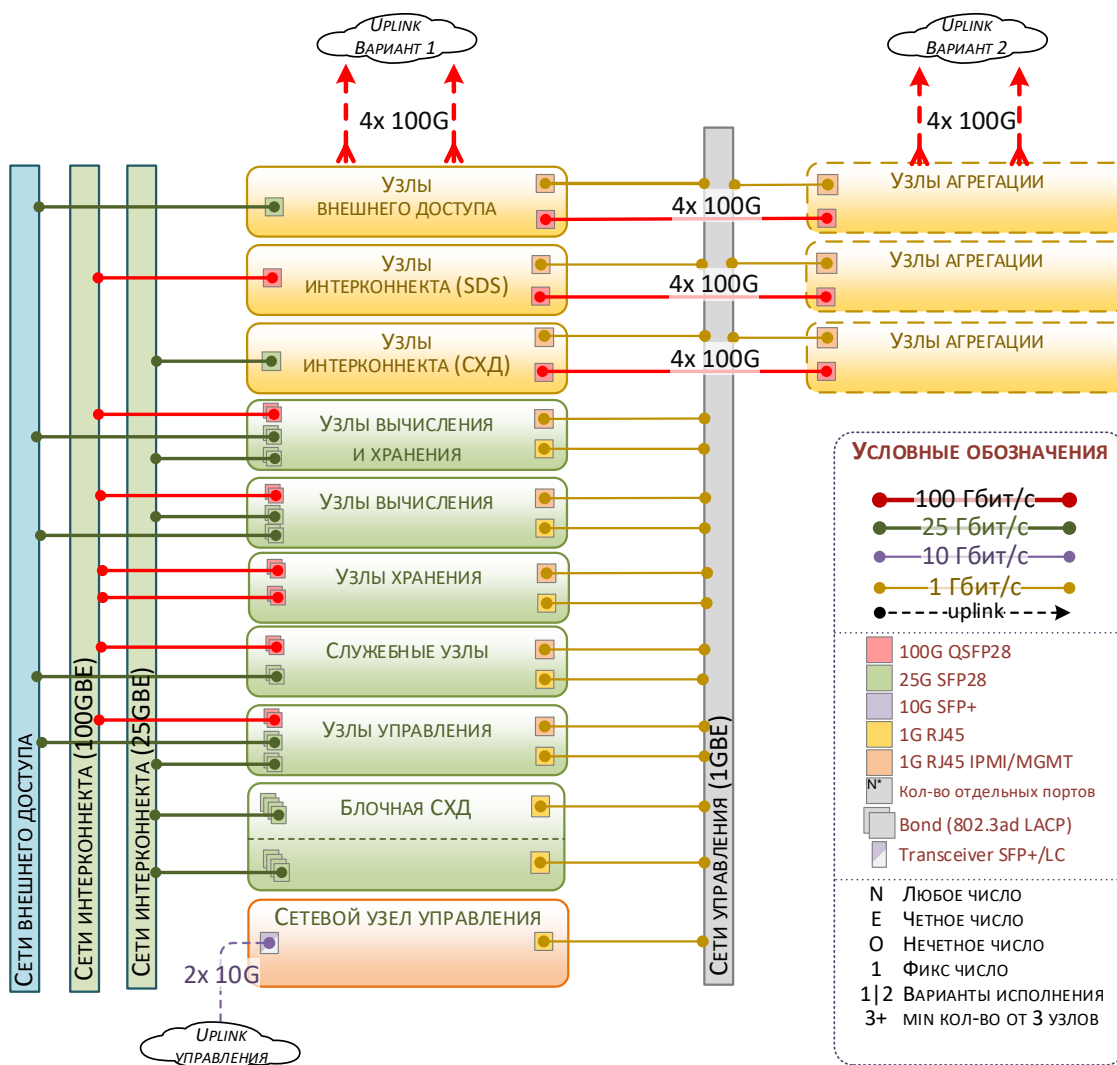 Uplink
Вариант 1
Uplink
Вариант 2
4x 100G
4x 100G
Узлы
внешнего доступа
4x 100G
Узлы агрегации
Узлы
интерконнекта (SDS)
4x 100G
Узлы агрегации
Узлы
интерконнекта (СХД)
4x 100G
Узлы агрегации
Узлы вычисления
и хранения
Узлы вычисления
Узлы хранения
Служебные узлы
Узлы управления
Блочная СХД
Сетевой узел управления
2x 10G
Uplink
управления
Сети внешнего доступа
Сети интерконнекта (100GbE)
Сети интерконнекта (25GbE)
Сети управления (1GbE)
Условные обозначения
100 Гбит/с
25 Гбит/с
10 Гбит/с
1 Гбит/с
uplink
100G QSFP28
25G SFP28
10G SFP+
1G RJ45
1G RJ45 IPMI/MGMT
N* Кол-во отдельных портов
Bond (802.3ad LACP)
Transceiver SFP+/LC
N Любое число
E Четное число
O Нечетное число
1 Фикс число
1|2 Варианты исполнения
3+ min кол-во от 3 узлов